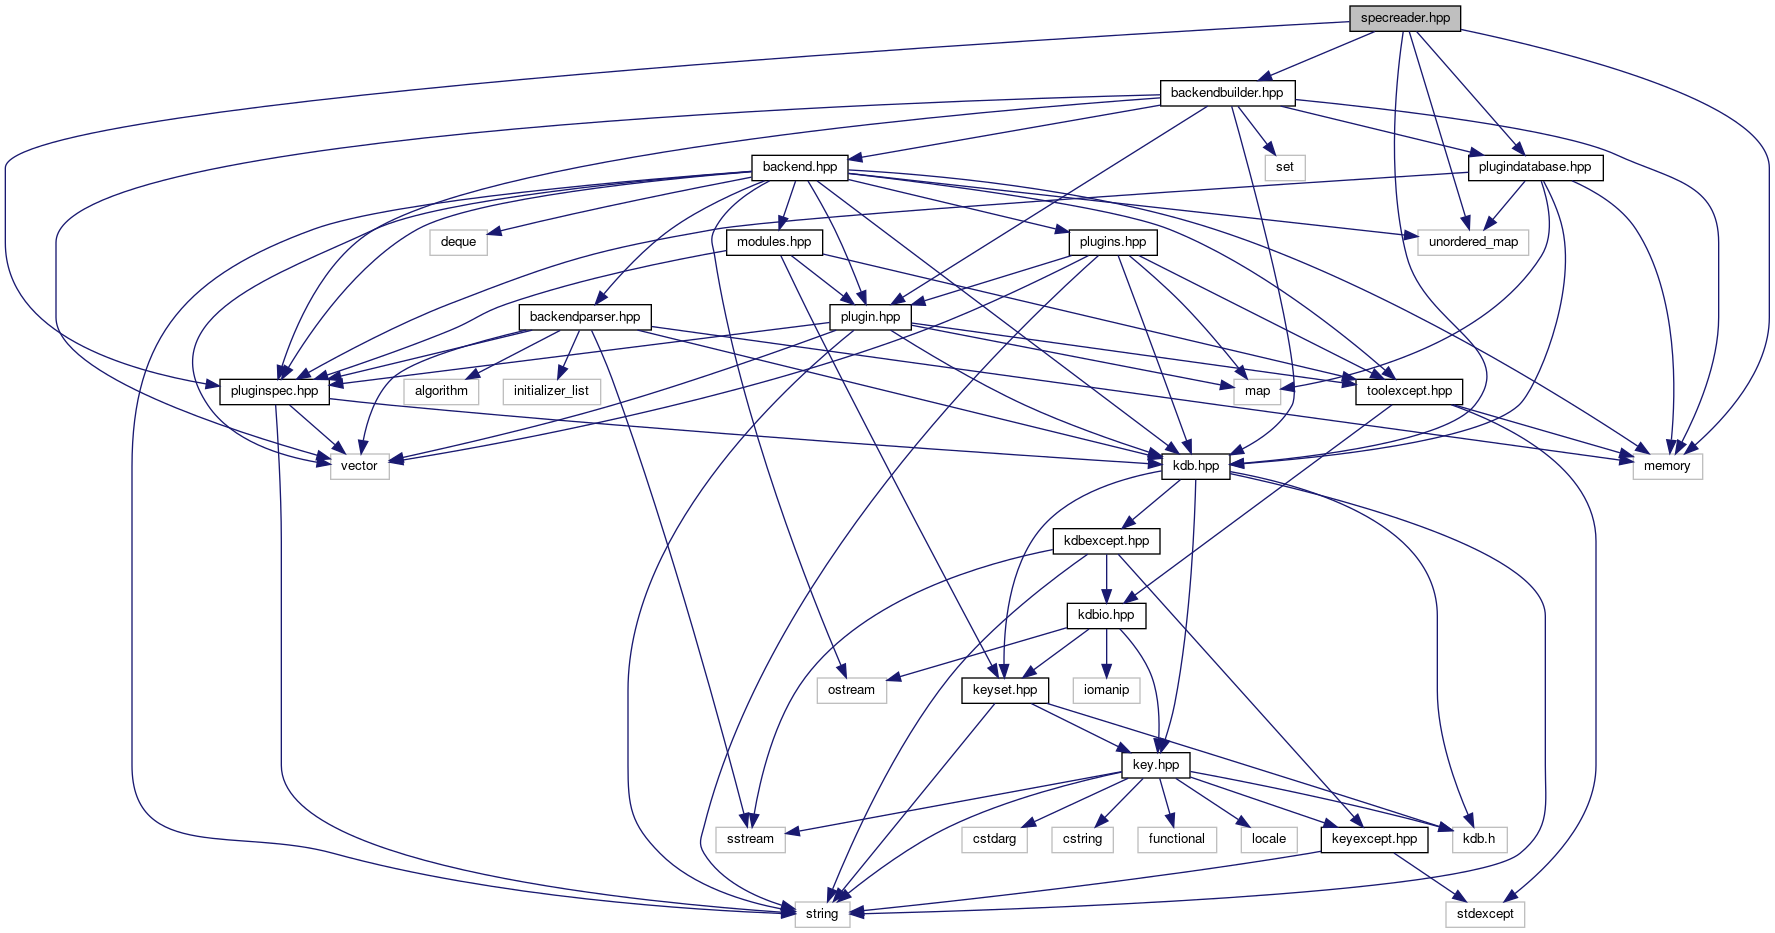 specreader.hpp
backendbuilder.hpp
backend.hpp
set
plugindatabase.hpp
deque
modules.hpp
plugins.hpp
unordered_map
backendparser.hpp
plugin.hpp
pluginspec.hpp
algorithm
initializer_list
map
toolexcept.hpp
vector
kdb.hpp
memory
kdbexcept.hpp
kdbio.hpp
ostream
keyset.hpp
iomanip
key.hpp
sstream
cstdarg
cstring
functional
locale
keyexcept.hpp
kdb.h
string
stdexcept